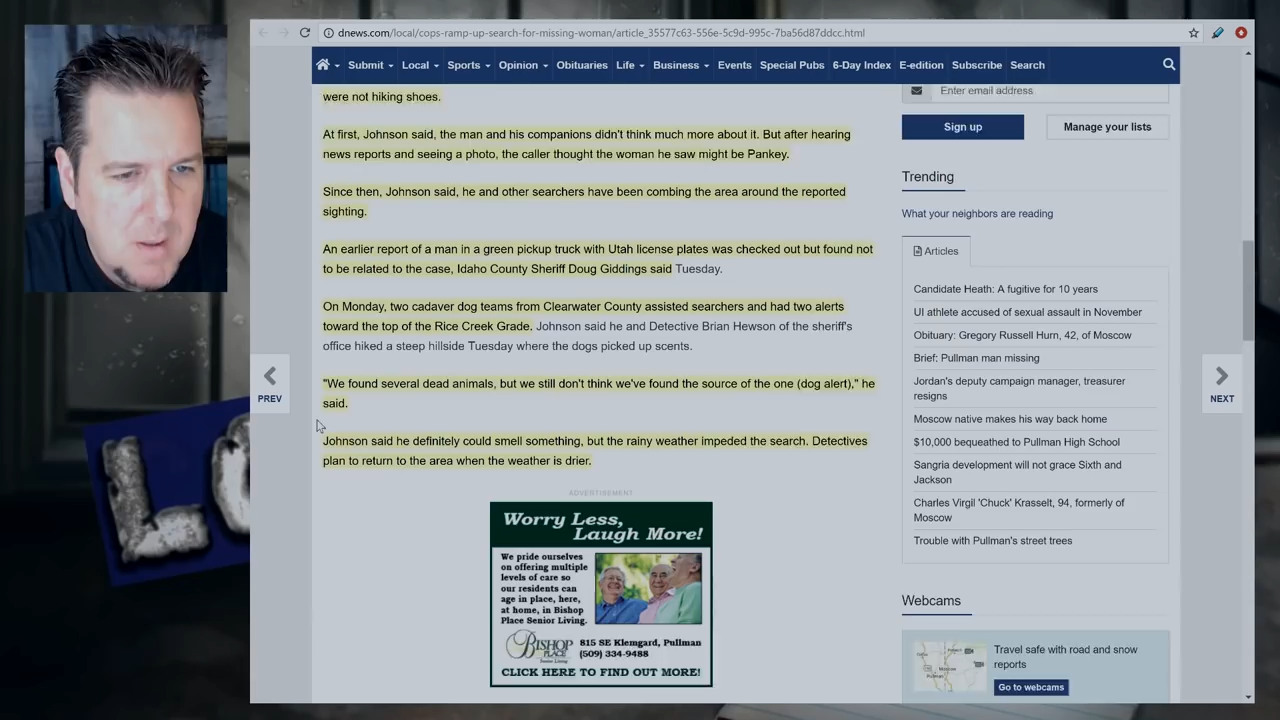 dnews.com/local/cops-ramp-up-search-for-missing-woman/article_35577c63-556e-5c9d-995c-7ba56d87ddcc.html
Submit Local Sports Opinion Obituaries Life Business Events Special Pubs 6-Day Index E-edition Subscribe Search
were not hiking shoes.
At first, Johnson said, the man and his companions didn't think much more about it. But after hearing
news reports and seeing a photo, the caller thought the woman he saw might be Pankey.
Since then, Johnson said, he and other searchers have been combing the area around the reported
sighting.
An earlier report of a man in a green pickup truck with Utah license plates was checked out but found not
to be related to the case, Idaho County Sheriff Doug Giddings said Tuesday.
On Monday, two cadaver dog teams from Clearwater County assisted searchers and had two alerts
toward the top of the Rice Creek Grade. Johnson said he and Detective Brian Hewson of the sheriff's
office hiked a steep hillside Tuesday where the dogs picked up scents.
"We found several dead animals, but we still don't think we've found the source of the one (dog alert)," he
said.
Johnson said he definitely could smell something, but the rainy weather impeded the search. Detectives
plan to return to the area when the weather is drier.
PREV
NEXT
ADVERTISEMENT
Worry Less,
Laugh More!
We pride ourselves
on offering multiple
levels of care so
our residents can
age in place, here,
at home, in Bishop
Place Senior Living.
BISHOP
PLACE
Senior Living
815 SE Klemgard, Pullman
(509) 334-9488
CLICK HERE TO FIND OUT MORE!
Enter email address
Sign up
Manage your lists
Trending
What your neighbors are reading
Articles
Candidate Heath: A fugitive for 10 years
UI athlete accused of sexual assault in November
Obituary: Gregory Russell Hurn, 42, of Moscow
Brief: Pullman man missing
Jordan's deputy campaign manager, treasurer
resigns
Moscow native makes his way back home
$10,000 bequeathed to Pullman High School
Sangria development will not grace Sixth and
Jackson
Charles Virgil 'Chuck' Krasselt, 94, formerly of
Moscow
Trouble with Pullman's street trees
Webcams
Travel safe with road and snow
reports
Go to webcams